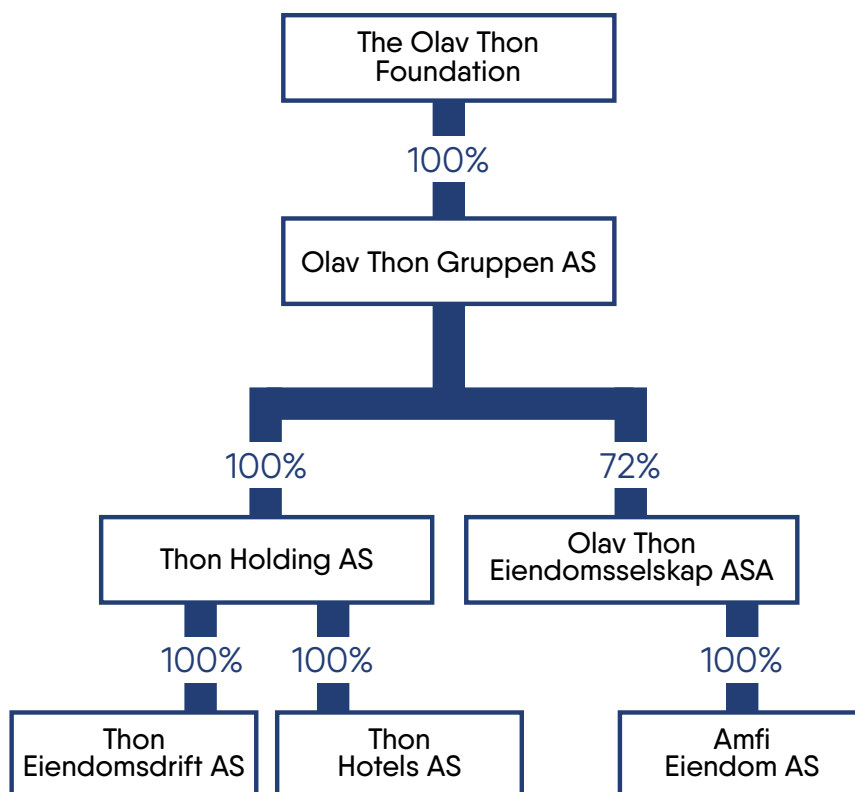 The Olav Thon
Foundation
100%
Olav Thon Gruppen AS
100%
72%
Thon Holding AS
Olav Thon
Eiendomsselskap ASA
100%
100%
100%
Thon
Eiendomsdrift AS
Thon
Hotels AS
Amfi
Eiendom AS